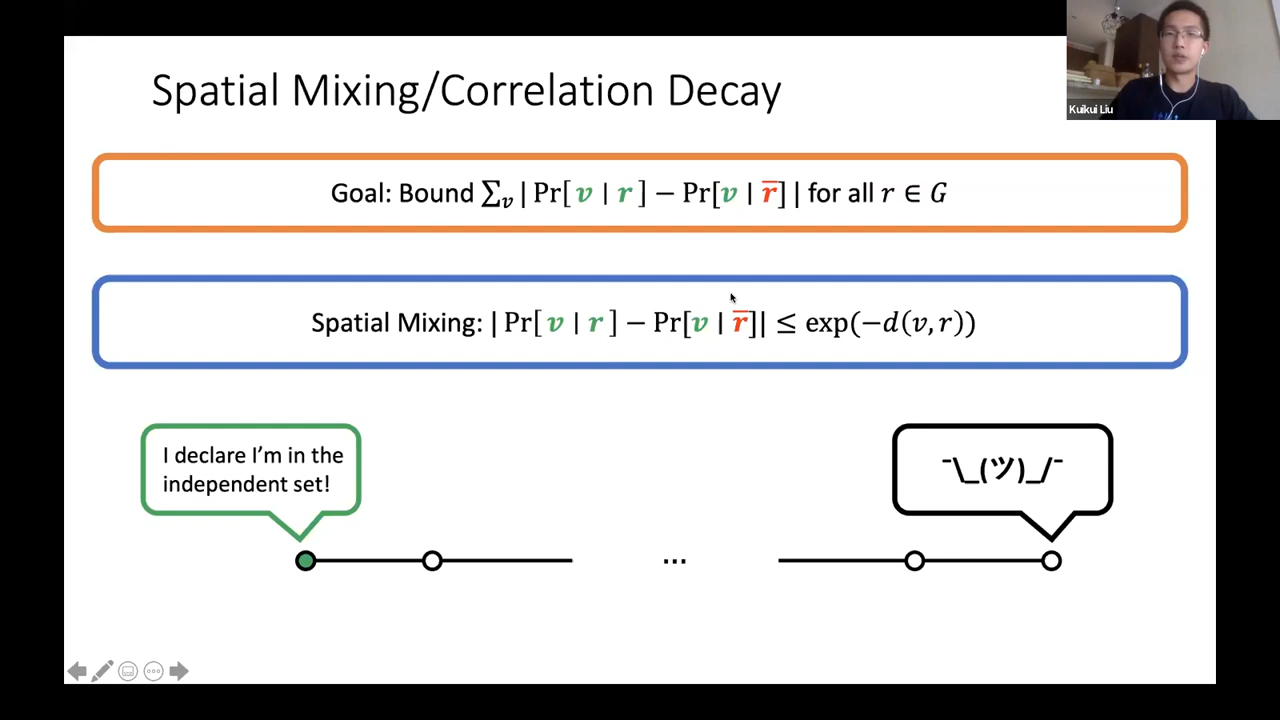 Kuikui Liu
Spatial Mixing/Correlation Decay
Goal: Bound ∑ᵥ | Pr[ v | r ] − Pr[v | r̅] | for all r ∈ G
Spatial Mixing: | Pr[ v | r ] − Pr[v | r̅]| ≤ exp(−d(v, r))
I declare I’m in the
independent set!
¯\_(ツ)_/¯
...